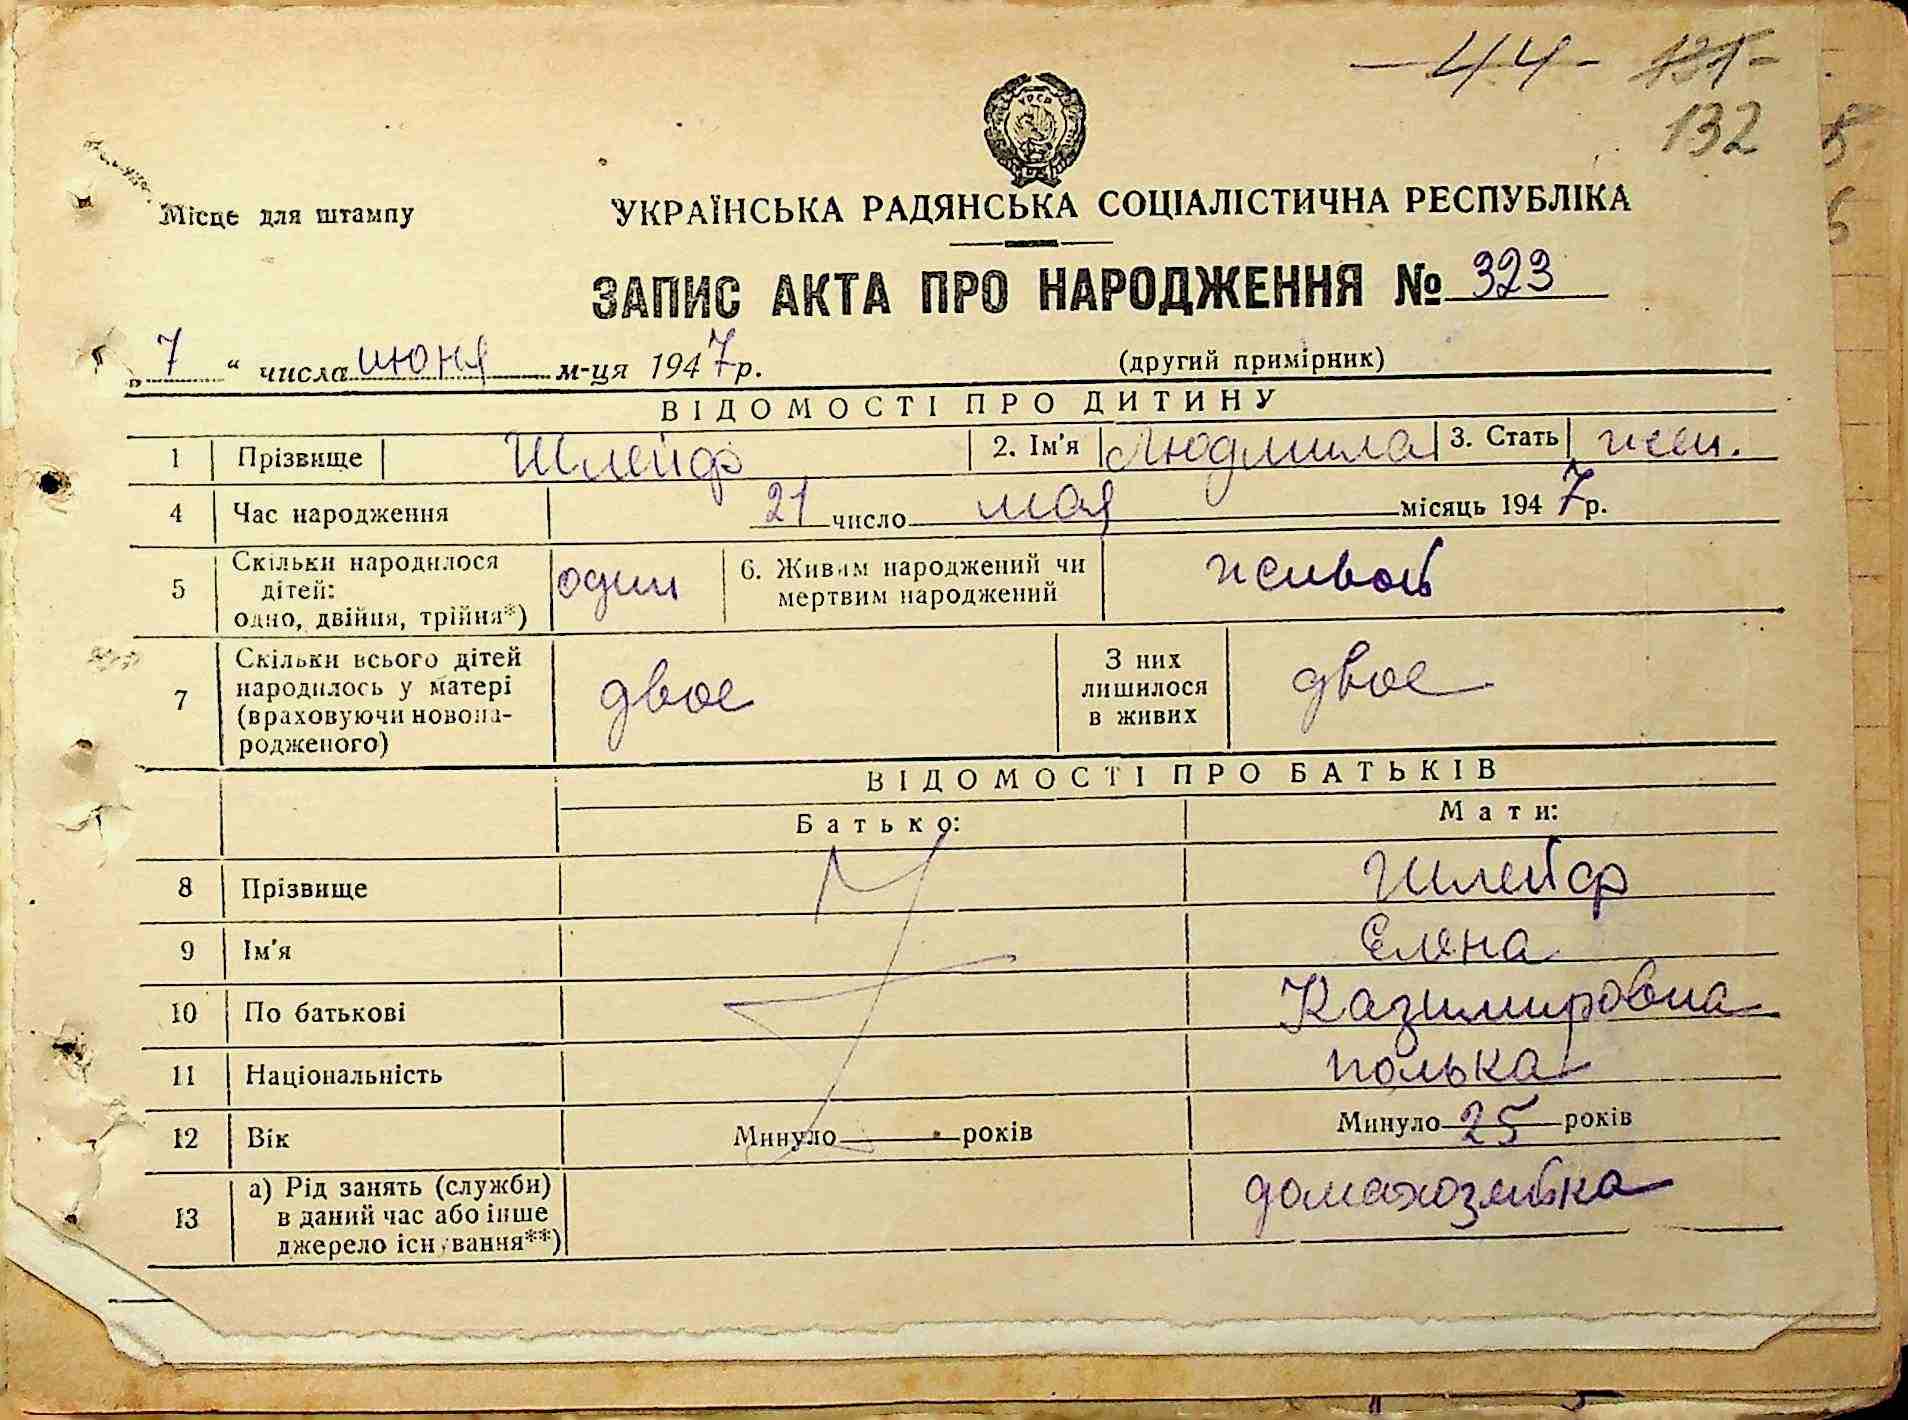 —44— 131-
132
УРСР
Місце для штампу
УКРАЇНСЬКА РАДЯНСЬКА СОЦІАЛІСТИЧНА РЕСПУБЛІКА
ЗАПИС АКТА ПРО НАРОДЖЕННЯ № 323
„7“ числа июня м-ця 1947 р.
(другий примірник)
ВІДОМОСТІ ПРО ДИТИНУ
1 Прізвище Шлейф 2. Ім'я Людмила 3. Стать жен.
4 Час народження 21 число мая місяць 1947 р.
5 Скільки народилося дітей: одно, двійня, трійня*) один 6. Живим народжений чи мертвим народжений живой
7 Скільки всього дітей народилось у матері (враховуючи новонародженого) двое З них лишилося в живих двое
ВІДОМОСТІ ПРО БАТЬКІВ
Батько: Мати:
8 Прізвище Шлейф
9 Ім'я Елена
10 По батькові Казимировна
11 Національність полька
12 Вік Минуло — років Минуло 25 років
13 а) Рід занять (служби) в даний час або інше джерело існування**) домахозяйка